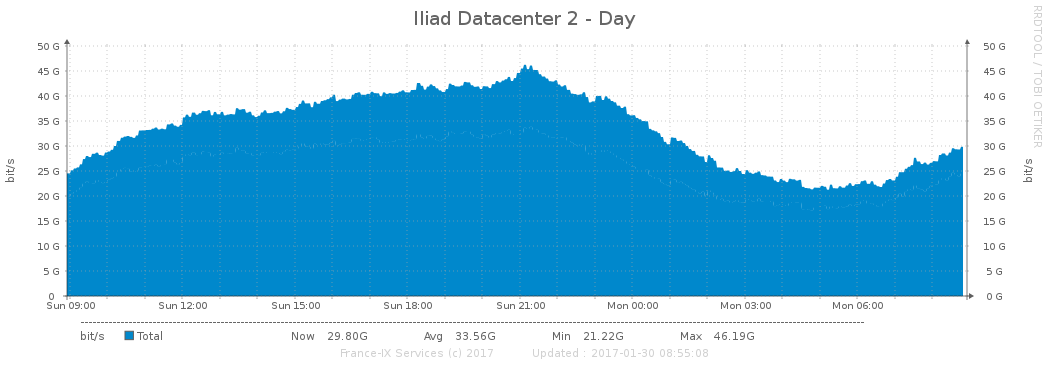 Iliad Datacenter 2 - Day
RRDTOOL / TOBI OETIKER
bit/s
50 G 50 G
45 G 45 G
40 G 40 G
35 G 35 G
30 G 30 G
25 G 25 G
20 G 20 G
15 G 15 G
10 G 10 G
5 G 5 G
0 0 G
bit/s
Sun 09:00 Sun 12:00 Sun 15:00 Sun 18:00 Sun 21:00 Mon 00:00 Mon 03:00 Mon 06:00
bit/s Total Now 29.80G Avg 33.56G Min 21.22G Max 46.19G
France-IX Services (c) 2017 Updated : 2017-01-30 08:55:08